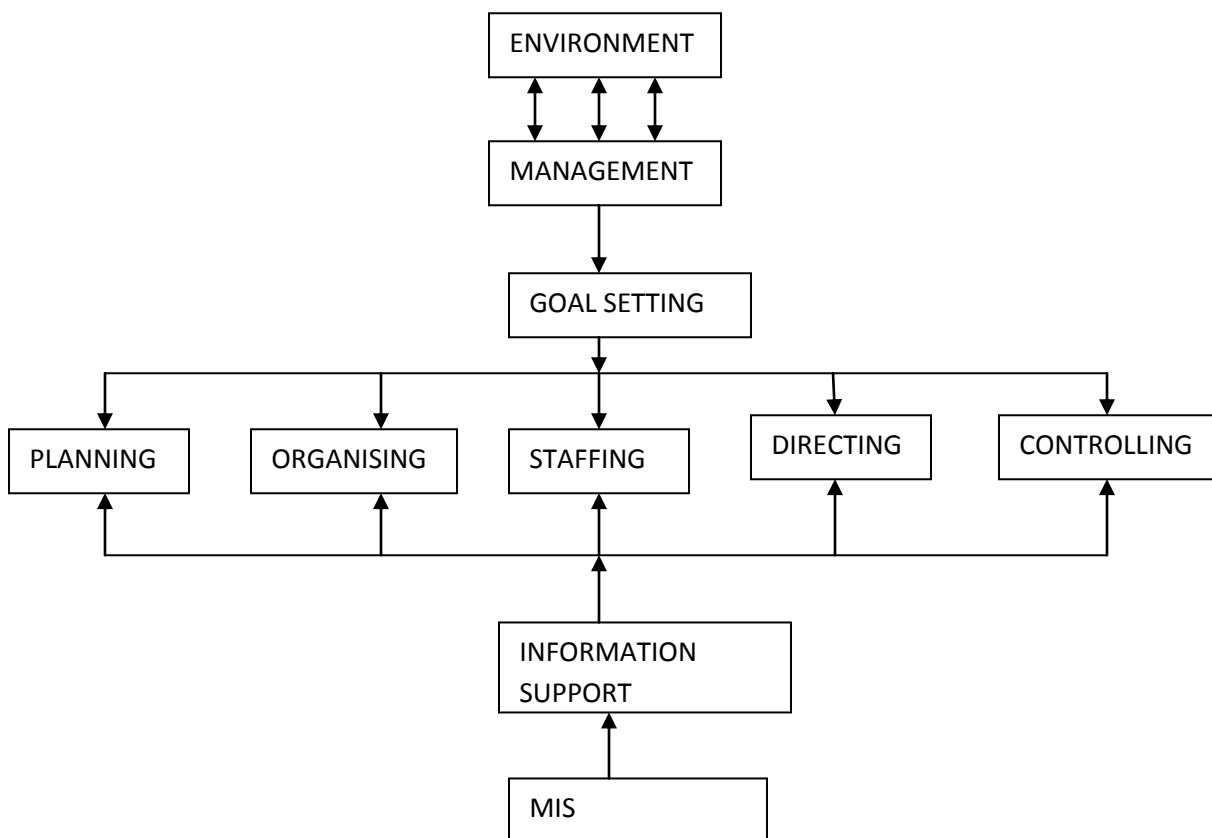 ENVIRONMENT
MANAGEMENT
GOAL SETTING
PLANNING
ORGANISING
STAFFING
DIRECTING
CONTROLLING
INFORMATION
SUPPORT
MIS